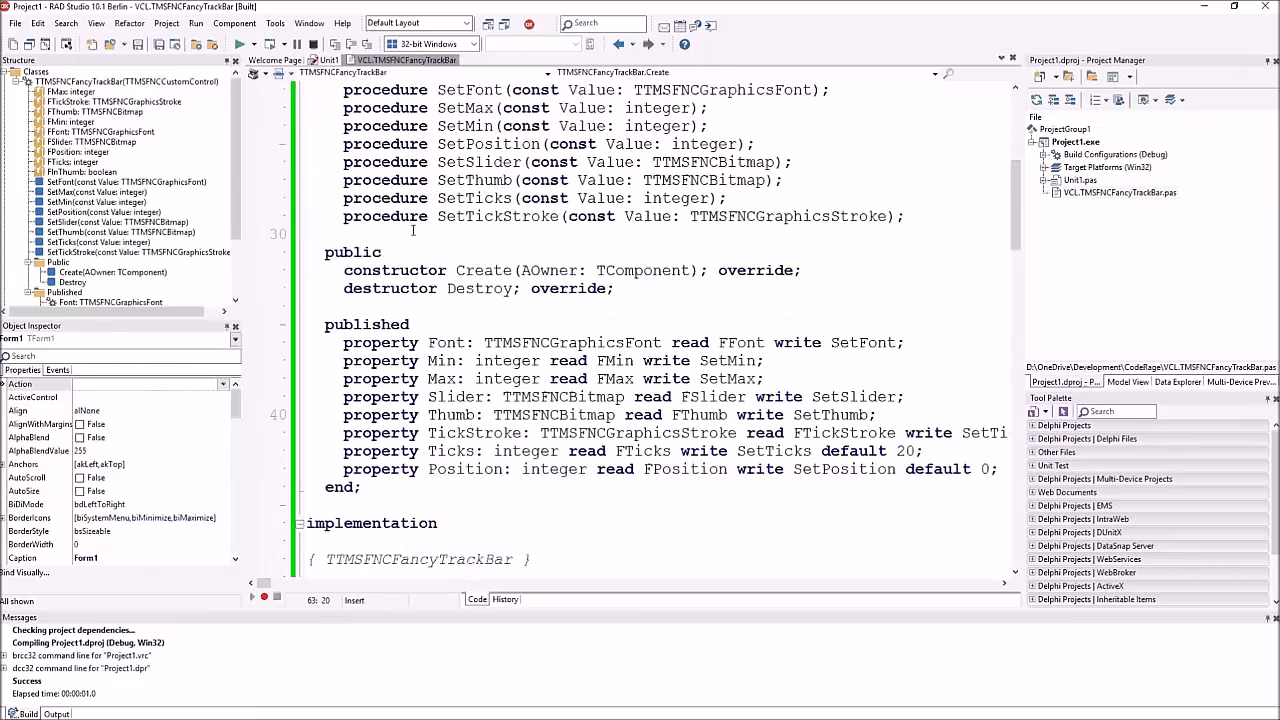 Project1 - RAD Studio 10.1 Berlin - VCL.TMSFNCFancyTrackBar [Built]
File Edit Search View Refactor Project Run Component Tools Window Help Default Layout Search
32-bit Windows
Structure
Classes
TTMSFNCFancyTrackBar(TTMSFNCCustomControl)
FMax: integer
FTickStroke: TTMSFNCGraphicsStroke
FThumb: TTMSFNCBitmap
FMin: integer
FFont: TTMSFNCGraphicsFont
FSlider: TTMSFNCBitmap
FPosition: integer
FTicks: integer
FInThumb: boolean
SetFont(const Value: TTMSFNCGraphicsFont)
SetMax(const Value: integer)
SetMin(const Value: integer)
SetPosition(const Value: integer)
SetSlider(const Value: TTMSFNCBitmap)
SetThumb(const Value: TTMSFNCBitmap)
SetTicks(const Value: integer)
SetTickStroke(const Value: TTMSFNCGraphicsStroke
Public
Create(AOwner: TComponent)
Destroy
Published
Font: TTMSFNCGraphicsFont
Object Inspector
Form1 TForm1
Search
Properties Events
Action
ActiveControl
Align alNone
AlignWithMargins False
AlphaBlend False
AlphaBlendValue 255
Anchors [akLeft,akTop]
AutoScroll False
AutoSize False
BiDiMode bdLeftToRight
BorderIcons [biSystemMenu,biMinimize,biMaximize]
BorderStyle bsSizeable
BorderWidth 0
Caption Form1
Bind Visually...
All shown
Welcome Page Unit1 VCL.TMSFNCFancyTrackBar
TTMSFNCFancyTrackBar TTMSFNCFancyTrackBar.Create
procedure SetFont(const Value: TTMSFNCGraphicsFont);
procedure SetMax(const Value: integer);
procedure SetMin(const Value: integer);
procedure SetPosition(const Value: integer);
procedure SetSlider(const Value: TTMSFNCBitmap);
procedure SetThumb(const Value: TTMSFNCBitmap);
procedure SetTicks(const Value: integer);
procedure SetTickStroke(const Value: TTMSFNCGraphicsStroke);
30
public
constructor Create(AOwner: TComponent); override;
destructor Destroy; override;
published
property Font: TTMSFNCGraphicsFont read FFont write SetFont;
property Min: integer read FMin write SetMin;
property Max: integer read FMax write SetMax;
property Slider: TTMSFNCBitmap read FSlider write SetSlider;
40 property Thumb: TTMSFNCBitmap read FThumb write SetThumb;
property TickStroke: TTMSFNCGraphicsStroke read FTickStroke write SetTi
property Ticks: integer read FTicks write SetTicks default 20;
property Position: integer read FPosition write SetPosition default 0;
end;
implementation
{ TTMSFNCFancyTrackBar }
63: 20 Insert Code History
Project1.dproj - Project Manager
File
ProjectGroup1
Project1.exe
Build Configurations (Debug)
Target Platforms (Win32)
Unit1.pas
VCL.TMSFNCFancyTrackBar.pas
D:\OneDrive\Development\CodeRage\VCL.TMSFNCFancyTrackBar.pas
Project1.dproj - P... Model View Data Explorer Multi-Device Prev...
Tool Palette
Search
Delphi Projects
Delphi Projects | Delphi Files
Other Files
Unit Test
Delphi Projects | Multi-Device Projects
Web Documents
Delphi Projects | EMS
Delphi Projects | IntraWeb
Delphi Projects | DUnitX
Delphi Projects | DataSnap Server
Delphi Projects | WebServices
Delphi Projects | WebBroker
Delphi Projects | ActiveX
Delphi Projects | Inheritable Items
Messages
Checking project dependencies...
Compiling Project1.dproj (Debug, Win32)
brcc32 command line for "Project1.vrc"
dcc32 command line for "Project1.dpr"
Success
Elapsed time: 00:00:01.0
Build Output